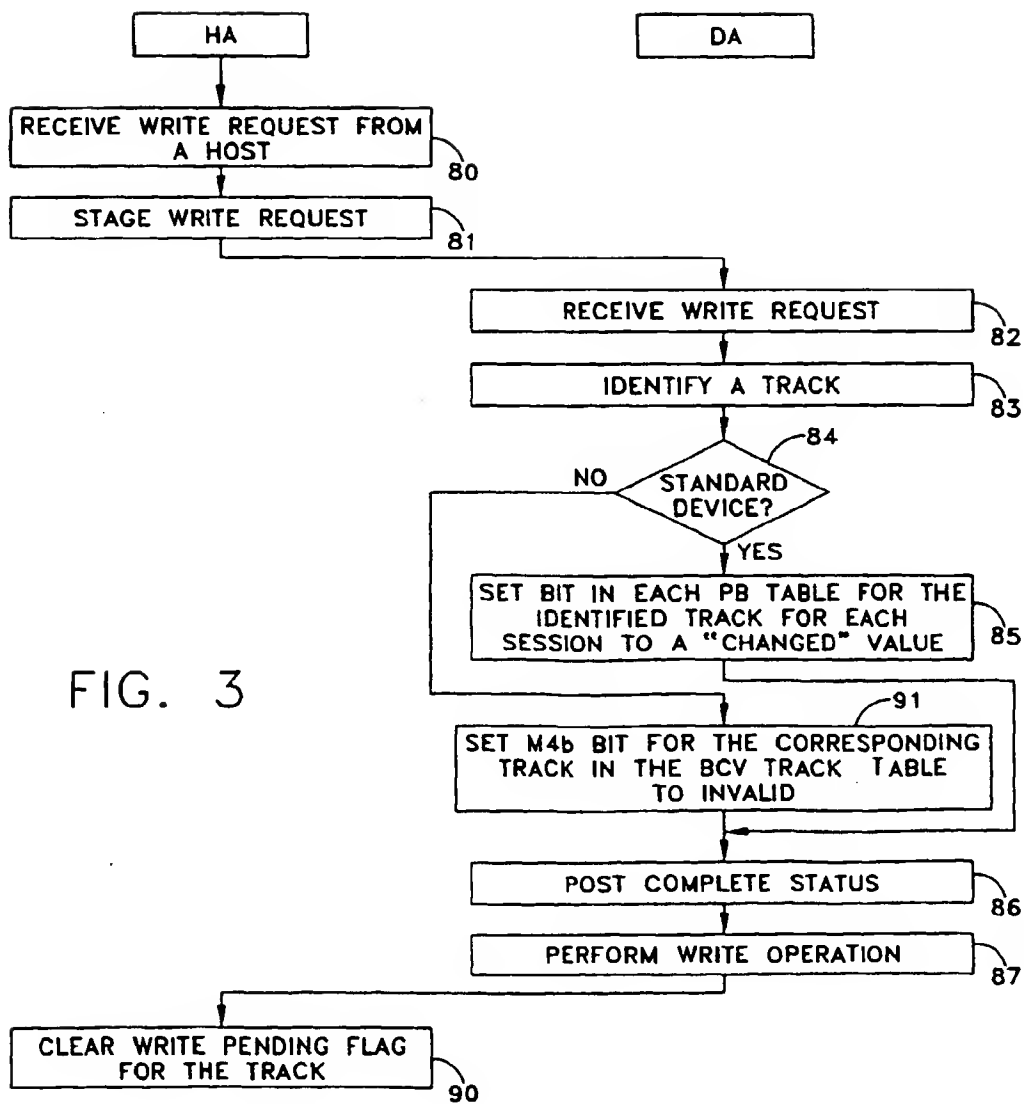 HA
DA
RECEIVE WRITE REQUEST FROM
A HOST
80
STAGE WRITE REQUEST
81
RECEIVE WRITE REQUEST
82
IDENTIFY A TRACK
83
84
NO
STANDARD
DEVICE?
YES
SET BIT IN EACH PB TABLE FOR THE
IDENTIFIED TRACK FOR EACH
SESSION TO A "CHANGED" VALUE
85
FIG. 3
91
SET M4b BIT FOR THE CORRESPONDING
TRACK IN THE BCV TRACK TABLE
TO INVALID
POST COMPLETE STATUS
86
PERFORM WRITE OPERATION
87
CLEAR WRITE PENDING FLAG
FOR THE TRACK
90